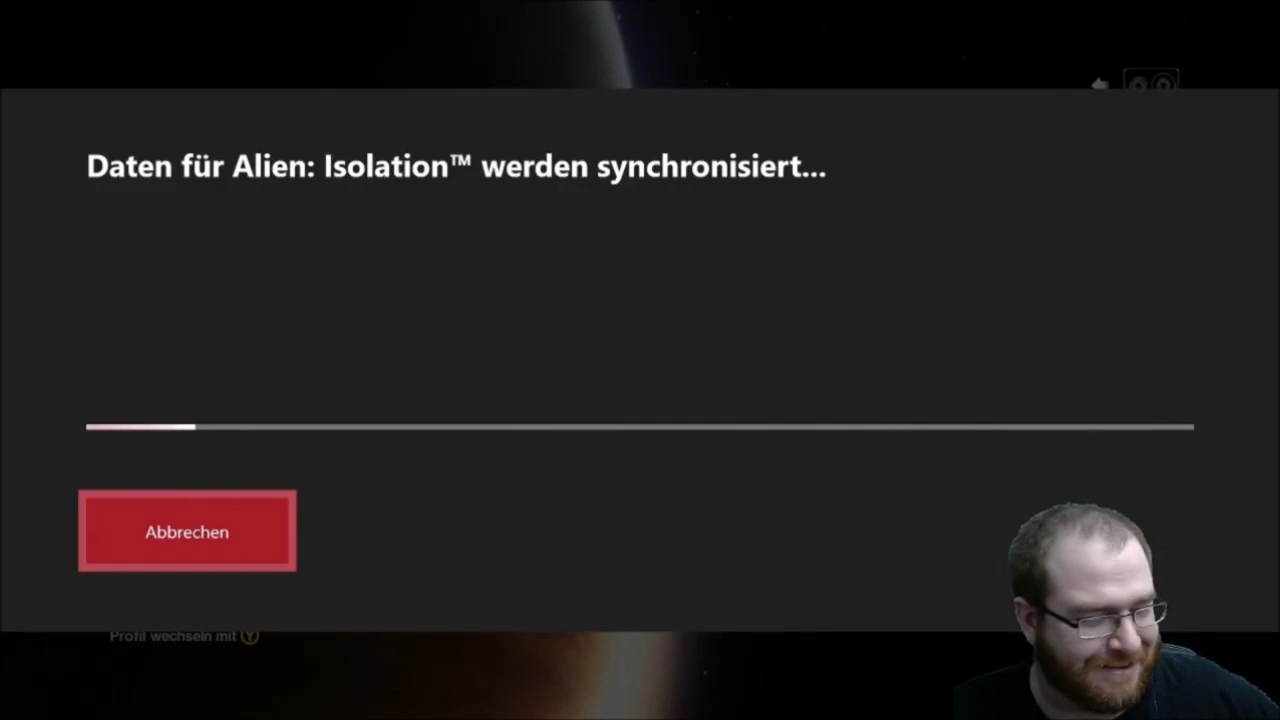 Daten für Alien: Isolation™ werden synchronisiert...
Abbrechen
Profil wechseln mit Y